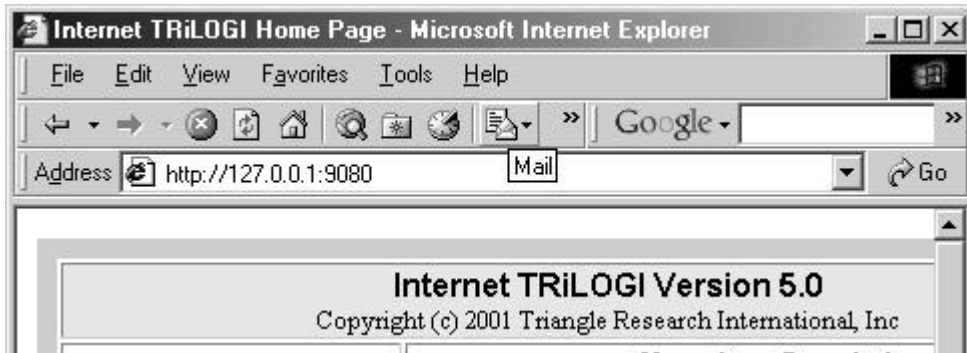 Internet TRiLOGI Home Page - Microsoft Internet Explorer
File Edit View Favorites Tools Help
» Google »
Address http://127.0.0.1:9080 Mail Go
Internet TRiLOGI Version 5.0
Copyright (c) 2001 Triangle Research International, Inc